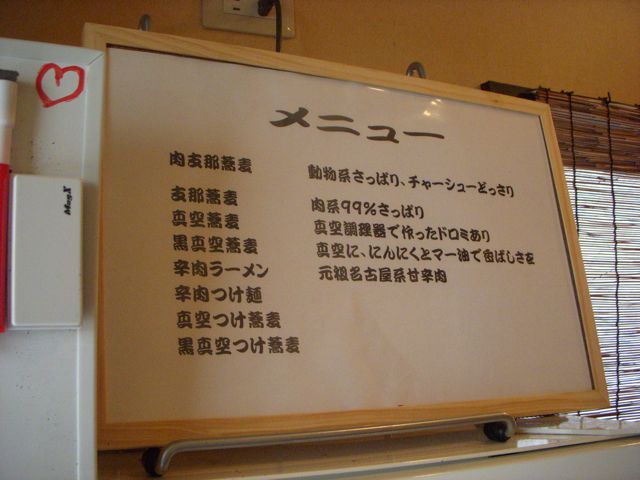 メニュー
肉支那蕎麦 動物系さっぱり、チャーシューどっさり
支那蕎麦 肉系99%さっぱり
真空蕎麦 真空調理器で作ったドロミあり
黒真空蕎麦 真空に、にんにくとマー油で香ばしさを
辛肉ラーメン 元祖名古屋系甘辛肉
辛肉つけ麺
真空つけ蕎麦
黒真空つけ蕎麦
MagX